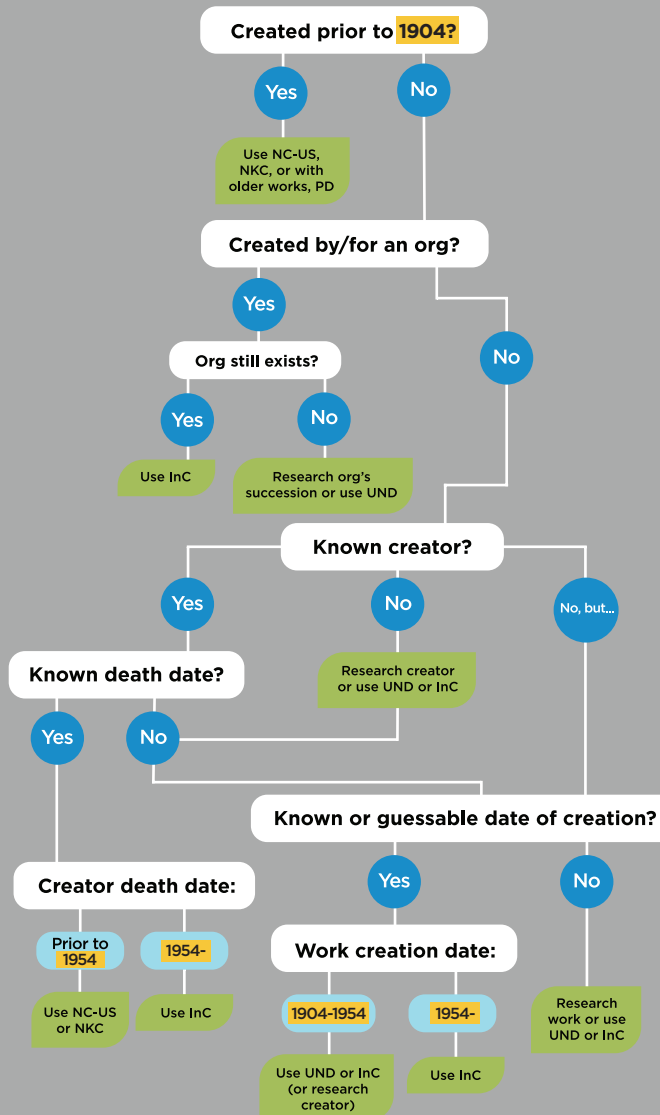 Created prior to 1904?
Yes
No
Use NC-US,
NKC, or with
older works, PD
Created by/for an org?
Yes
No
Org still exists?
Yes
No
Use InC
Research org's
succession or use UND
Known creator?
Yes
No
No, but...
Research creator
or use UND or InC
Known death date?
Yes
No
Known or guessable date of creation?
Yes
No
Creator death date:
Prior to
1954
1954-
Use NC-US
or NKC
Use InC
Work creation date:
1904-1954
1954-
Use UND or InC
(or research
creator)
Use InC
Research
work or use
UND or InC